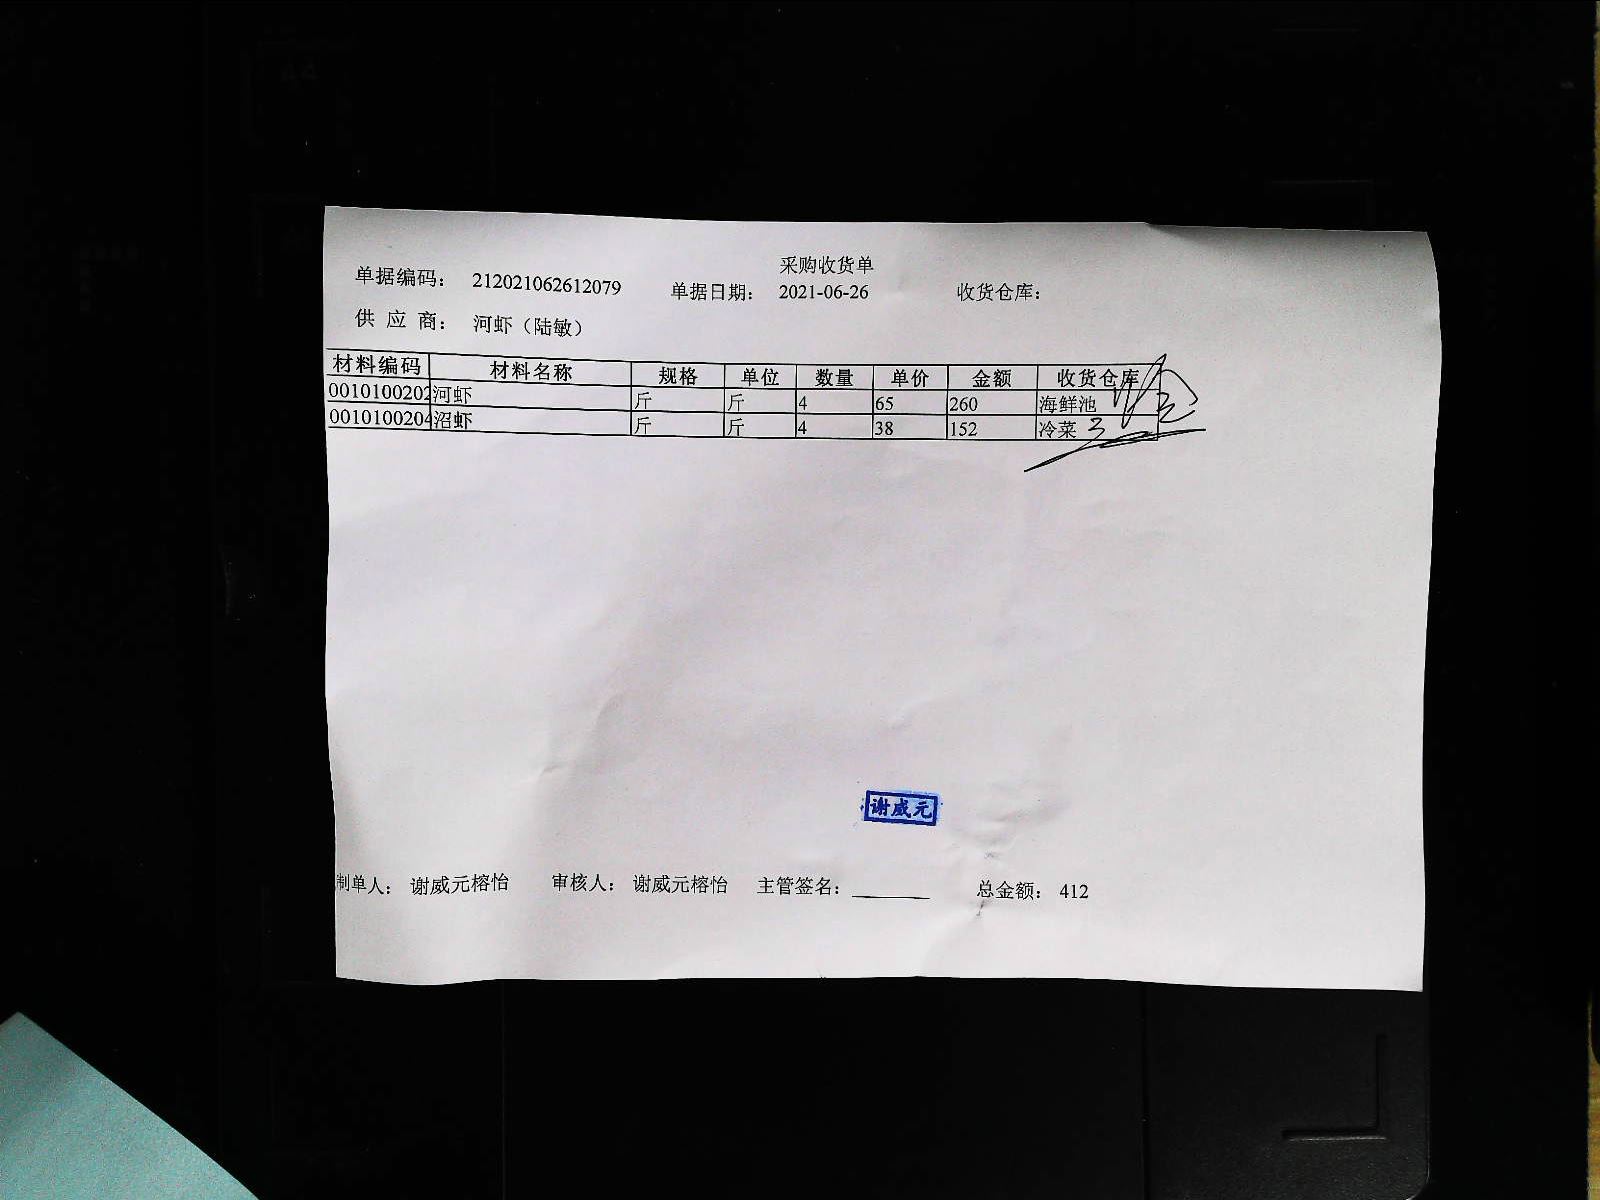 采购收货单
单据编码： 212021062612079 单据日期： 2021-06-26 收货仓库：
供 应 商： 河虾（陆敏）
材料编码 材料名称 规格 单位 数量 单价 金额 收货仓库
0010100202 河虾 斤 斤 4 65 260 海鲜池
0010100204 沼虾 斤 斤 4 38 152 冷菜
谢威元
制单人： 谢威元榕怡 审核人： 谢威元榕怡 主管签名： 总金额： 412